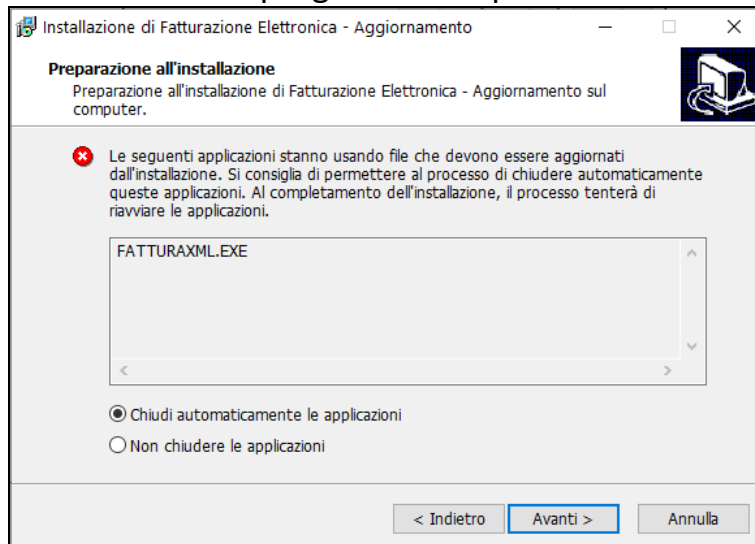 Installazione di Fatturazione Elettronica - Aggiornamento
Preparazione all'installazione
Preparazione all'installazione di Fatturazione Elettronica - Aggiornamento sul
computer.
Le seguenti applicazioni stanno usando file che devono essere aggiornati
dall'installazione. Si consiglia di permettere al processo di chiudere automaticamente
queste applicazioni. Al completamento dell'installazione, il processo tenterà di
riavviare le applicazioni.
FATTURAXML.EXE
Chiudi automaticamente le applicazioni
Non chiudere le applicazioni
< Indietro
Avanti >
Annulla